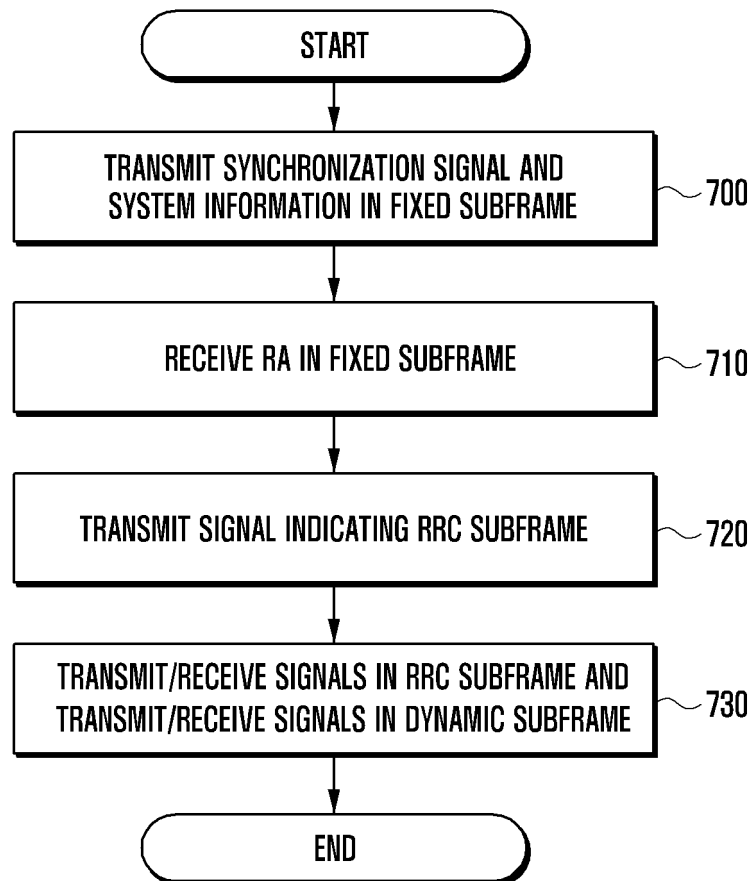 START
TRANSMIT SYNCHRONIZATION SIGNAL AND
SYSTEM INFORMATION IN FIXED SUBFRAME
700
RECEIVE RA IN FIXED SUBFRAME
710
TRANSMIT SIGNAL INDICATING RRC SUBFRAME
720
TRANSMIT/RECEIVE SIGNALS IN RRC SUBFRAME AND
TRANSMIT/RECEIVE SIGNALS IN DYNAMIC SUBFRAME
730
END